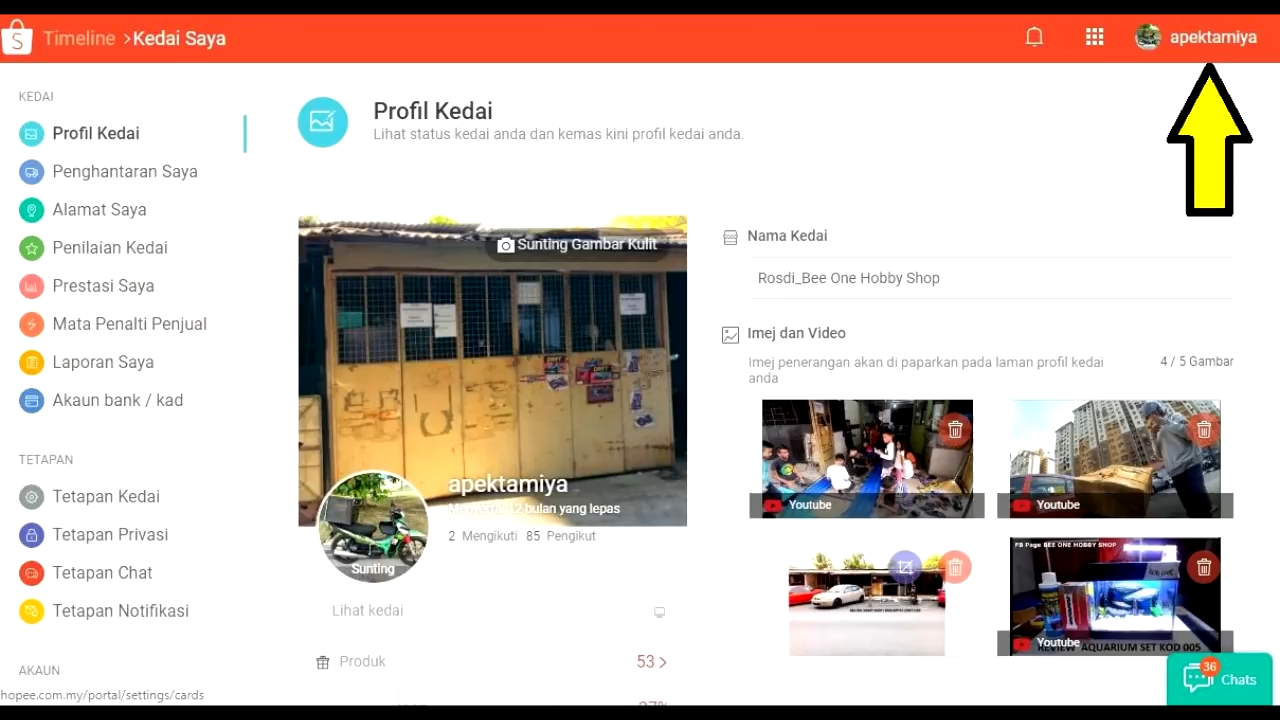 S Timeline >Kedai Saya
apektamiya
KEDAI
Profil Kedai
Penghantaran Saya
Alamat Saya
Penilaian Kedai
Prestasi Saya
Mata Penalti Penjual
Laporan Saya
Akaun bank / kad
TETAPAN
Tetapan Kedai
Tetapan Privasi
Tetapan Chat
Tetapan Notifikasi
AKAUN
hopee.com.my/portal/settings/cards
Profil Kedai
Lihat status kedai anda dan kemas kini profil kedai anda.
Sunting Gambar Kulit
apektamiya
12 bulan yang lepas
2 Mengikuti 85 Pengikut
Sunting
Lihat kedai
Produk 53 >
Nama Kedai
Rosdi_Bee One Hobby Shop
Imej dan Video
Imej penerangan akan di paparkan pada laman profil kedai
anda
4 / 5 Gambar
Youtube
Youtube
FB Page BEE ONE HOBBY SHOP
Youtube
REVIEW AQUARIUM SET KOD 005
36
Chats